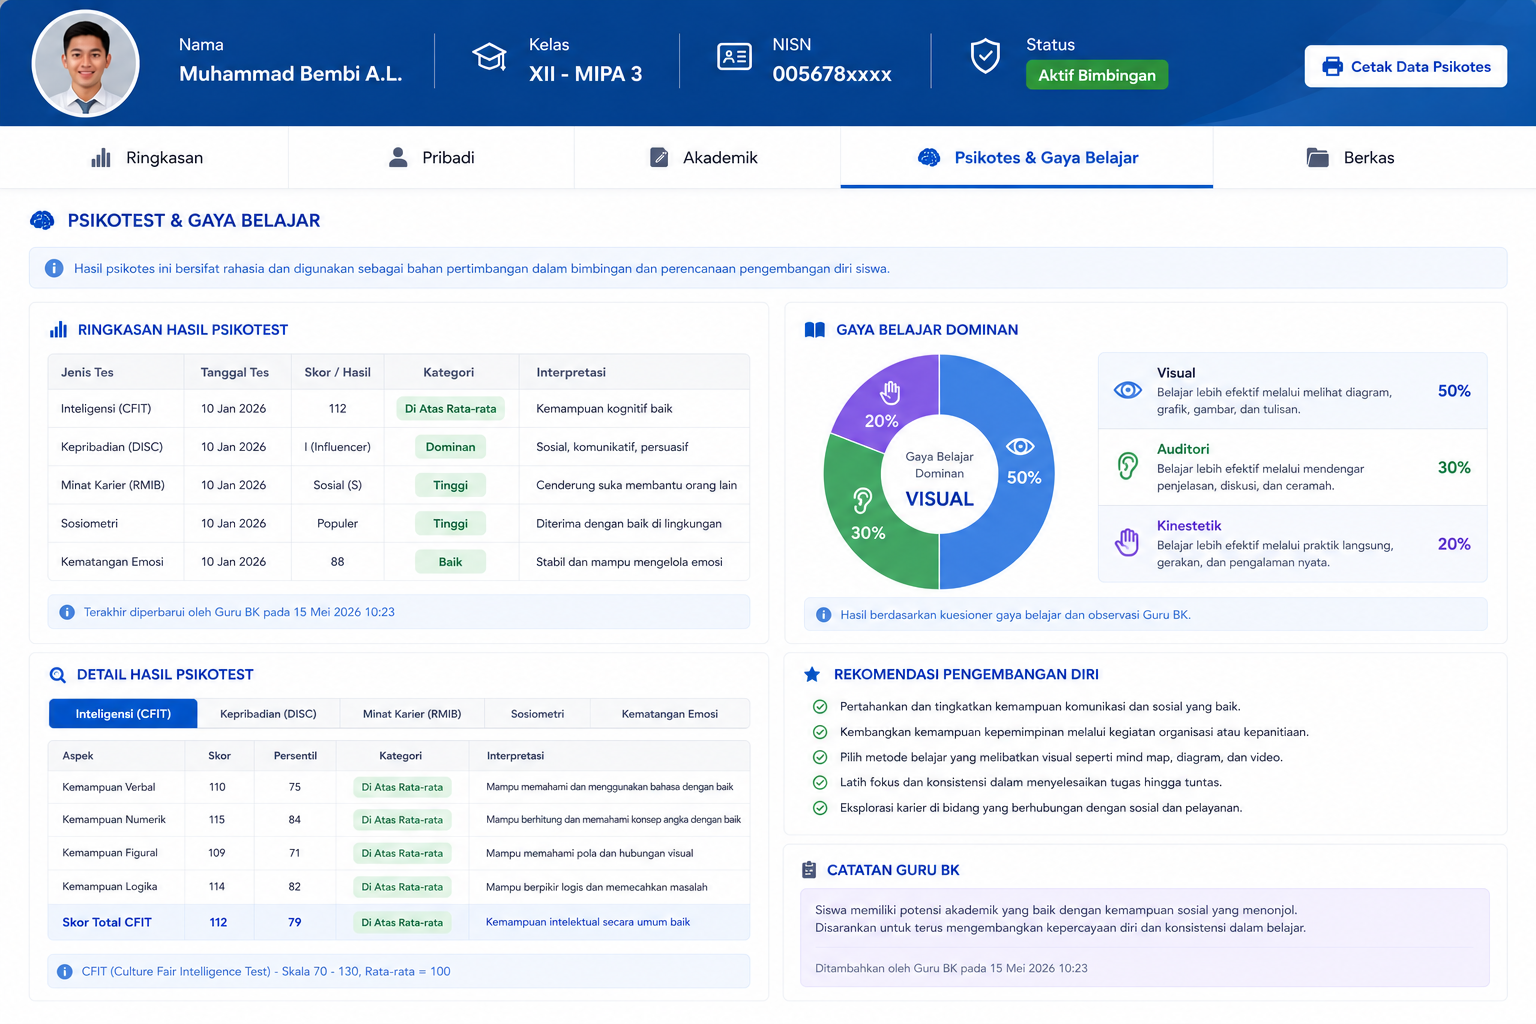 Nama
Muhammad Bembi A.L.
Kelas
XII - MIPA 3
NISN
005678xxxx
Status
Aktif Bimbingan
Cetak Data Psikotes
Ringkasan
Pribadi
Akademik
Psikotes & Gaya Belajar
Berkas
PSIKOTEST & GAYA BELAJAR
Hasil psikotes ini bersifat rahasia dan digunakan sebagai bahan pertimbangan dalam bimbingan dan perencanaan pengembangan diri siswa.
RINGKASAN HASIL PSIKOTEST
Jenis Tes Tanggal Tes Skor / Hasil Kategori Interpretasi
Inteligensi (CFIT) 10 Jan 2026 112 Di Atas Rata-rata Kemampuan kognitif baik
Kepribadian (DISC) 10 Jan 2026 I (Influencer) Dominan Sosial, komunikatif, persuasif
Minat Karier (RMIB) 10 Jan 2026 Sosial (S) Tinggi Cenderung suka membantu orang lain
Sosiometri 10 Jan 2026 Populer Tinggi Diterima dengan baik di lingkungan
Kematangan Emosi 10 Jan 2026 88 Baik Stabil dan mampu mengelola emosi
Terakhir diperbarui oleh Guru BK pada 15 Mei 2026 10:23
GAYA BELAJAR DOMINAN
20%
50%
30%
Gaya Belajar
Dominan
VISUAL
Visual
Belajar lebih efektif melalui melihat diagram,
grafik, gambar, dan tulisan.
50%
Auditori
Belajar lebih efektif melalui mendengar
penjelasan, diskusi, dan ceramah.
30%
Kinestetik
Belajar lebih efektif melalui praktik langsung,
gerakan, dan pengalaman nyata.
20%
Hasil berdasarkan kuesioner gaya belajar dan observasi Guru BK.
DETAIL HASIL PSIKOTEST
Inteligensi (CFIT) Kepribadian (DISC) Minat Karier (RMIB) Sosiometri Kematangan Emosi
Aspek Skor Persentil Kategori Interpretasi
Kemampuan Verbal 110 75 Di Atas Rata-rata Mampu memahami dan menggunakan bahasa dengan baik
Kemampuan Numerik 115 84 Di Atas Rata-rata Mampu berhitung dan memahami konsep angka dengan baik
Kemampuan Figural 109 71 Di Atas Rata-rata Mampu memahami pola dan hubungan visual
Kemampuan Logika 114 82 Di Atas Rata-rata Mampu berpikir logis dan memecahkan masalah
Skor Total CFIT 112 79 Di Atas Rata-rata Kemampuan intelektual secara umum baik
CFIT (Culture Fair Intelligence Test) - Skala 70 - 130, Rata-rata = 100
REKOMENDASI PENGEMBANGAN DIRI
Pertahankan dan tingkatkan kemampuan komunikasi dan sosial yang baik.
Kembangkan kemampuan kepemimpinan melalui kegiatan organisasi atau kepanitiaan.
Pilih metode belajar yang melibatkan visual seperti mind map, diagram, dan video.
Latih fokus dan konsistensi dalam menyelesaikan tugas hingga tuntas.
Eksplorasi karier di bidang yang berhubungan dengan sosial dan pelayanan.
CATATAN GURU BK
Siswa memiliki potensi akademik yang baik dengan kemampuan sosial yang menonjol.
Disarankan untuk terus mengembangkan kepercayaan diri dan konsistensi dalam belajar.
Ditambahkan oleh Guru BK pada 15 Mei 2026 10:23